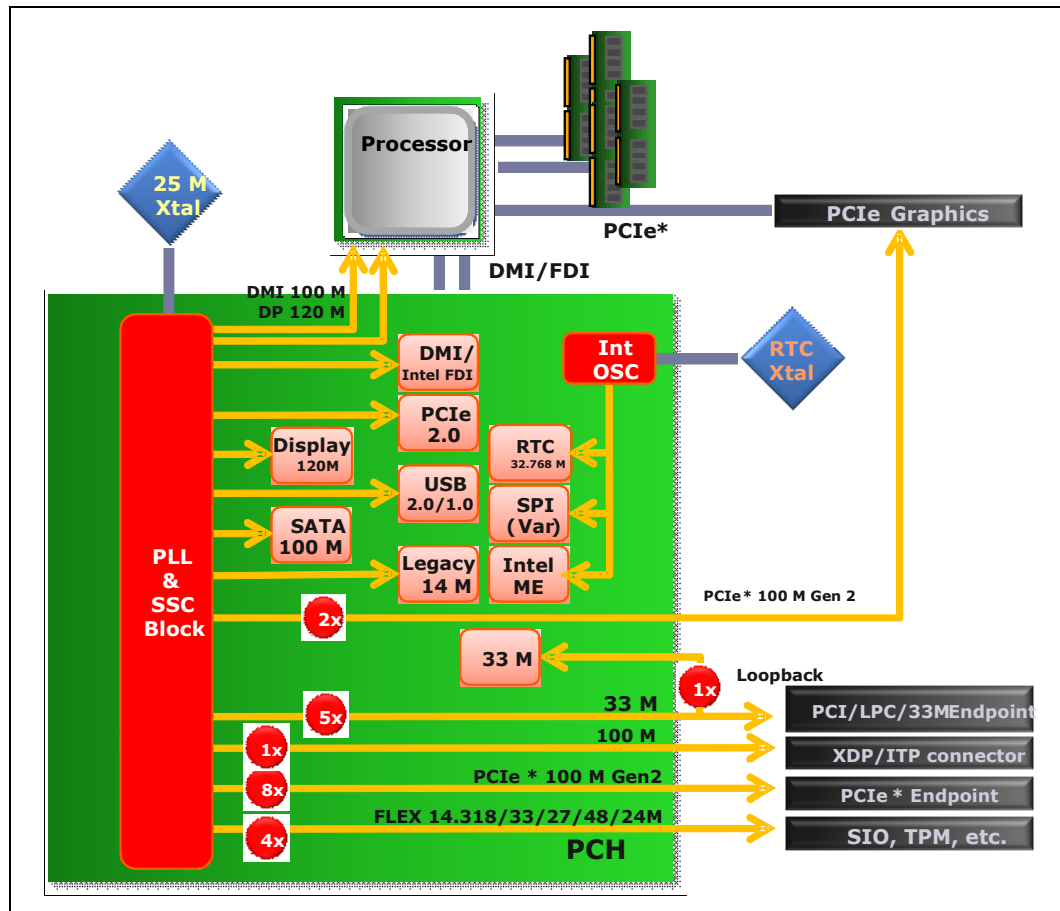 Processor
25 M
Xtal
PCIe*
PCIe Graphics
DMI/FDI
DMI 100 M
DP 120 M
DMI/
Intel FDI
Int
OSC
RTC
Xtal
PCIe
2.0
Display
120M
RTC
32.768 M
USB
2.0/1.0
SPI
(Var)
SATA
100 M
Legacy
14 M
Intel
ME
PLL
&
SSC
Block
2x
PCIe* 100 M Gen 2
33 M
1x
Loopback
5x
33 M
PCI/LPC/33MEndpoint
1x
100 M
XDP/ITP connector
8x
PCIe * 100 M Gen2
PCIe* Endpoint
4x
FLEX 14.318/33/27/48/24M
SIO, TPM, etc.
PCH